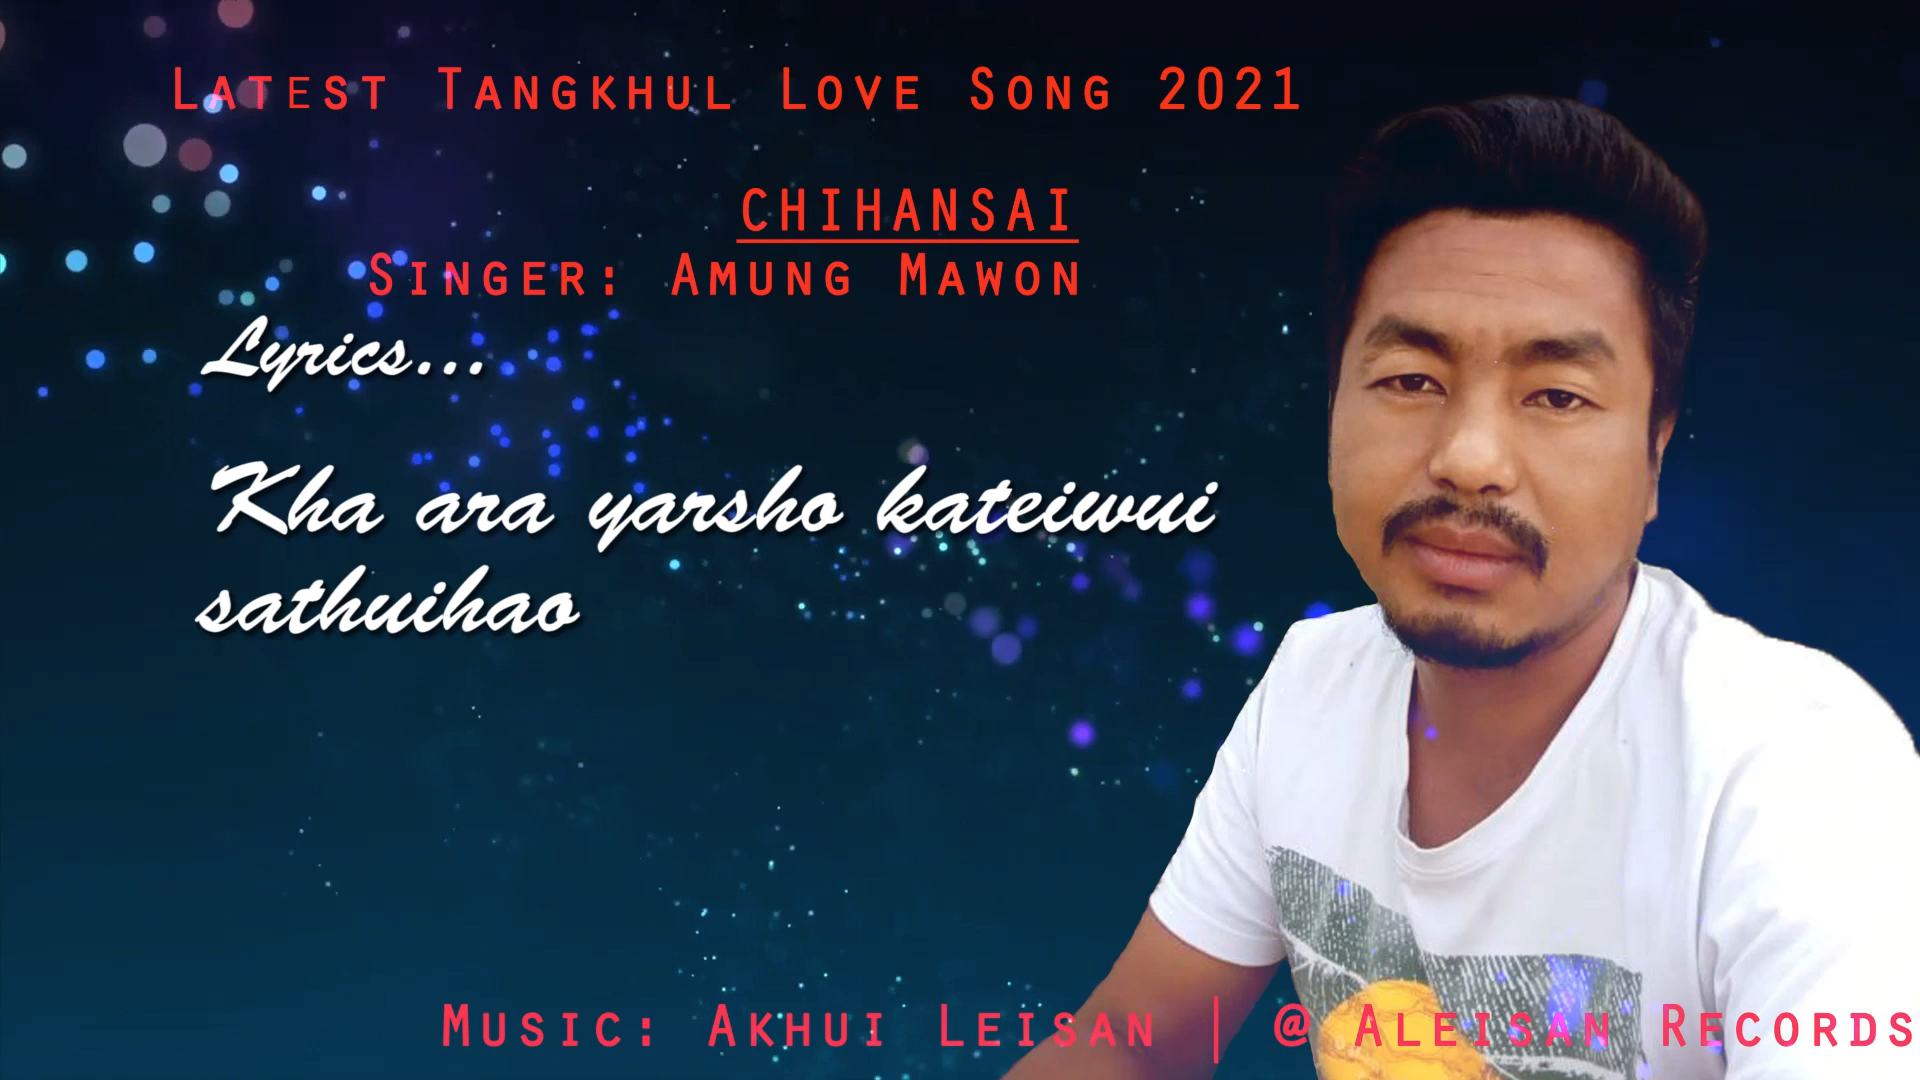 Latest Tangkhul Love Song 2021
CHIHANSAI
Singer: Amung Mawon
Lyrics...
Kha ara yarsho kateiwui
sathuihao
Music: Akhui Leisan | @ Aleisan Records